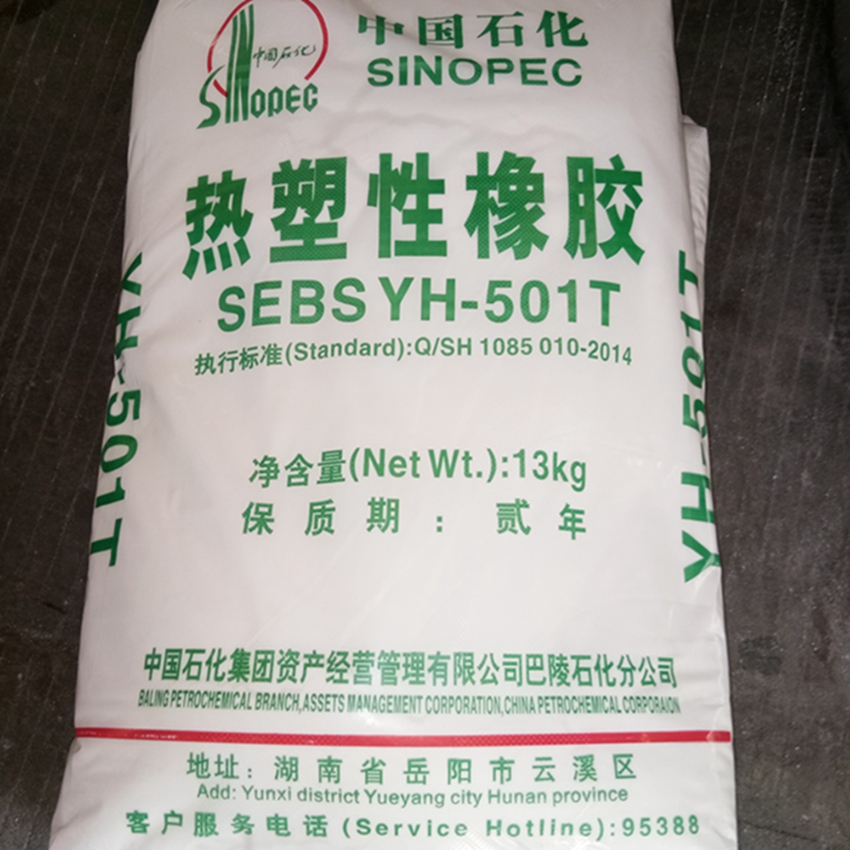 中国石化
SINOPEC
中国石化
SINOPEC
热塑性橡胶
SEBS YH-501T
执行标准(Standard):Q/SH 1085 010-2014
净含量(Net Wt.):13kg
保质期:贰年
YH-501T
YH-501T
中国石化集团资产经营管理有限公司巴陵石化分公司
BALING PETROCHEMICAL BRANCH,ASSETS MANAGEMENT CORPORATION,CHINA PETROCHEMICAL CORPORAION
地址:湖南省岳阳市云溪区
Add: Yunxi district Yueyang city Hunan province
客户服务电话(Service Hotline):95388